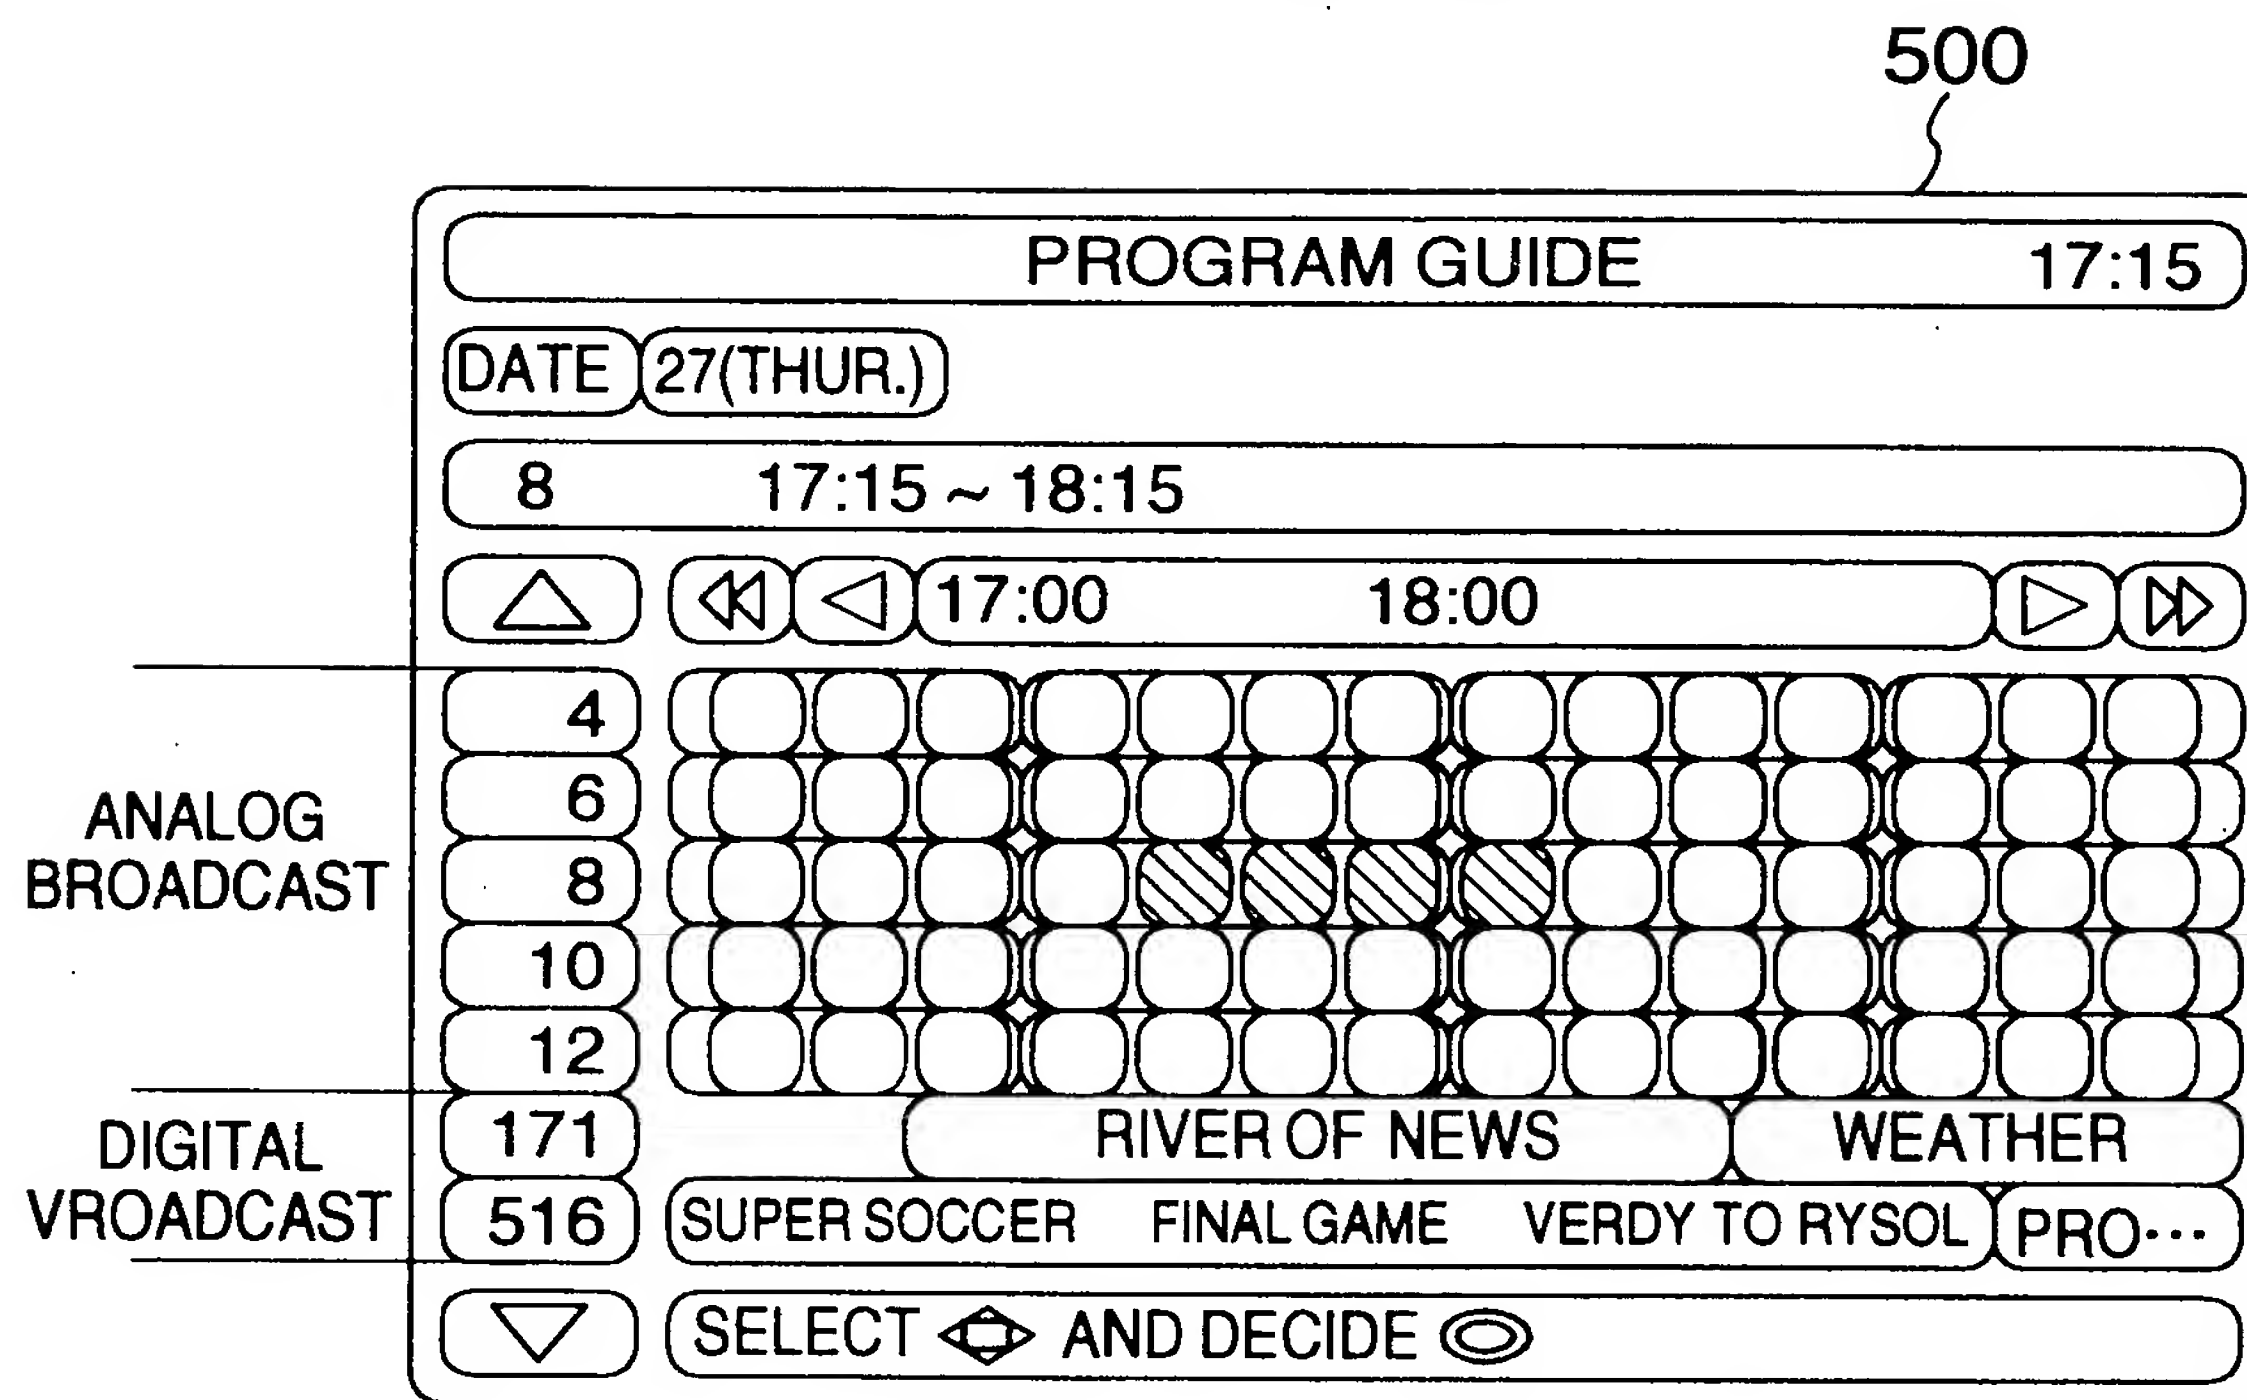 500
PROGRAM GUIDE 17:15
DATE 27(THUR.)
8 17:15 ~ 18:15
17:00 18:00
ANALOG
BROADCAST
4
6
8
10
12
DIGITAL
VROADCAST
171 RIVER OF NEWS WEATHER
516 SUPER SOCCER FINAL GAME VERDY TO RYSOL PRO···
SELECT AND DECIDE